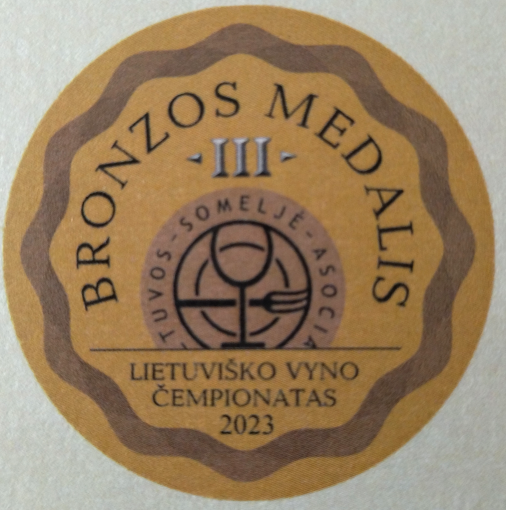 BRONZOS MEDALIS
III
TUVOS-SOMELJĖ-ASOCIA
LIETUVIŠKO VYNO
ČEMPIONATAS
2023